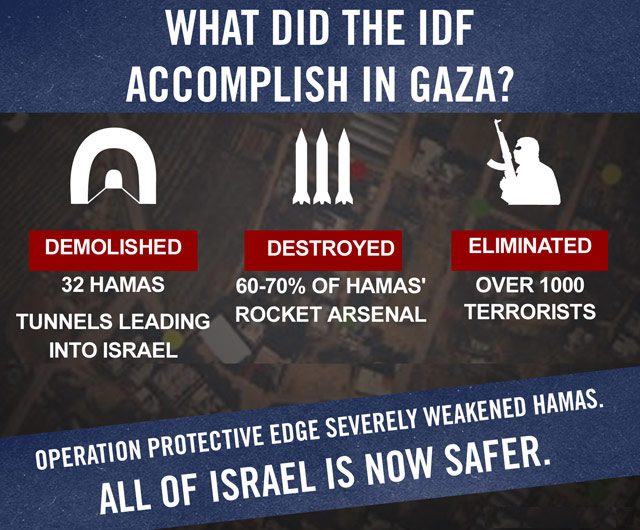 WHAT DID THE IDF
ACCOMPLISH IN GAZA?
DEMOLISHED
32 HAMAS
TUNNELS LEADING
INTO ISRAEL
DESTROYED
60-70% OF HAMAS'
ROCKET ARSENAL
ELIMINATED
OVER 1000
TERRORISTS
OPERATION PROTECTIVE EDGE SEVERELY WEAKENED HAMAS.
ALL OF ISRAEL IS NOW SAFER.